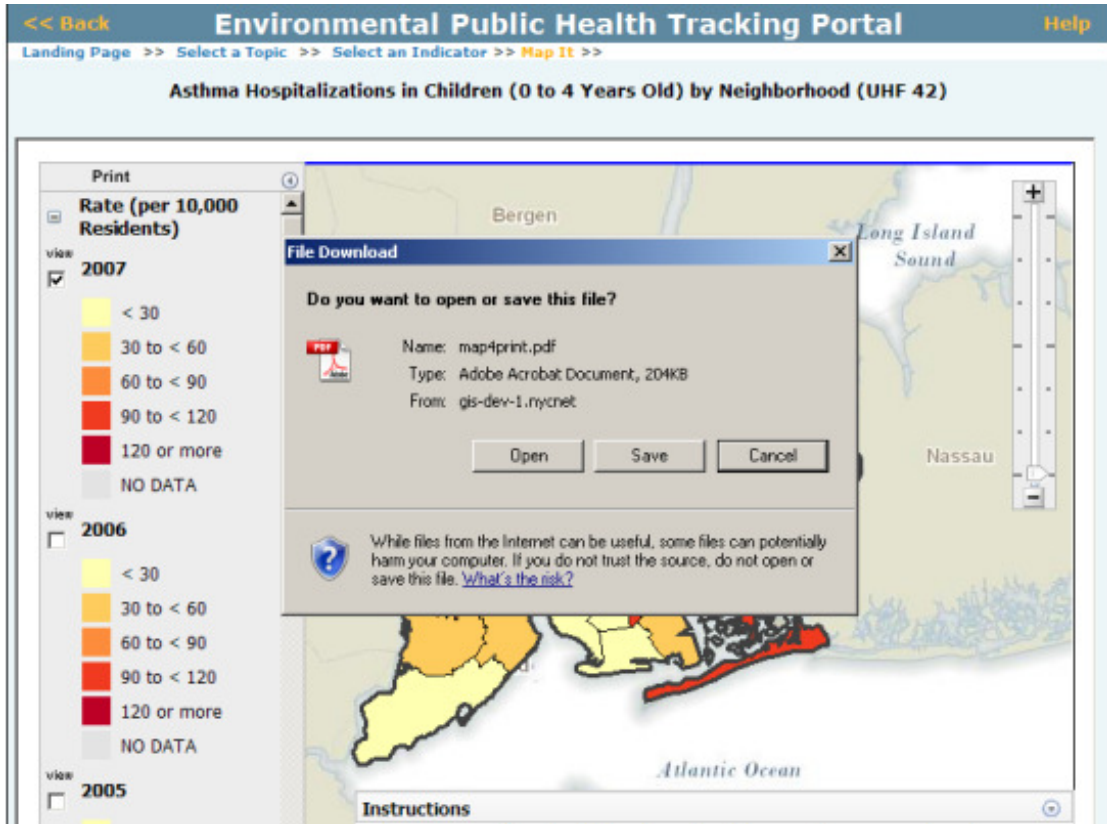 << Back
Environmental Public Health Tracking Portal
Help
Landing Page >> Select a Topic >> Select an Indicator >> Map It >>
Asthma Hospitalizations in Children (0 to 4 Years Old) by Neighborhood (UHF 42)
Print
Rate (per 10,000
Residents)
view
2007
< 30
30 to < 60
60 to < 90
90 to < 120
120 or more
NO DATA
view
2006
< 30
30 to < 60
60 to < 90
90 to < 120
120 or more
NO DATA
view
2005
Bergen
Long Island
Sound
File Download
Do you want to open or save this file?
PDF
Adobe
Name: map4print.pdf
Type: Adobe Acrobat Document, 204KB
From: gis-dev-1.nycnet
Open
Save
Cancel
While files from the Internet can be useful, some files can potentially
harm your computer. If you do not trust the source, do not open or
save this file. What's the risk?
Nassau
Atlantic Ocean
Instructions